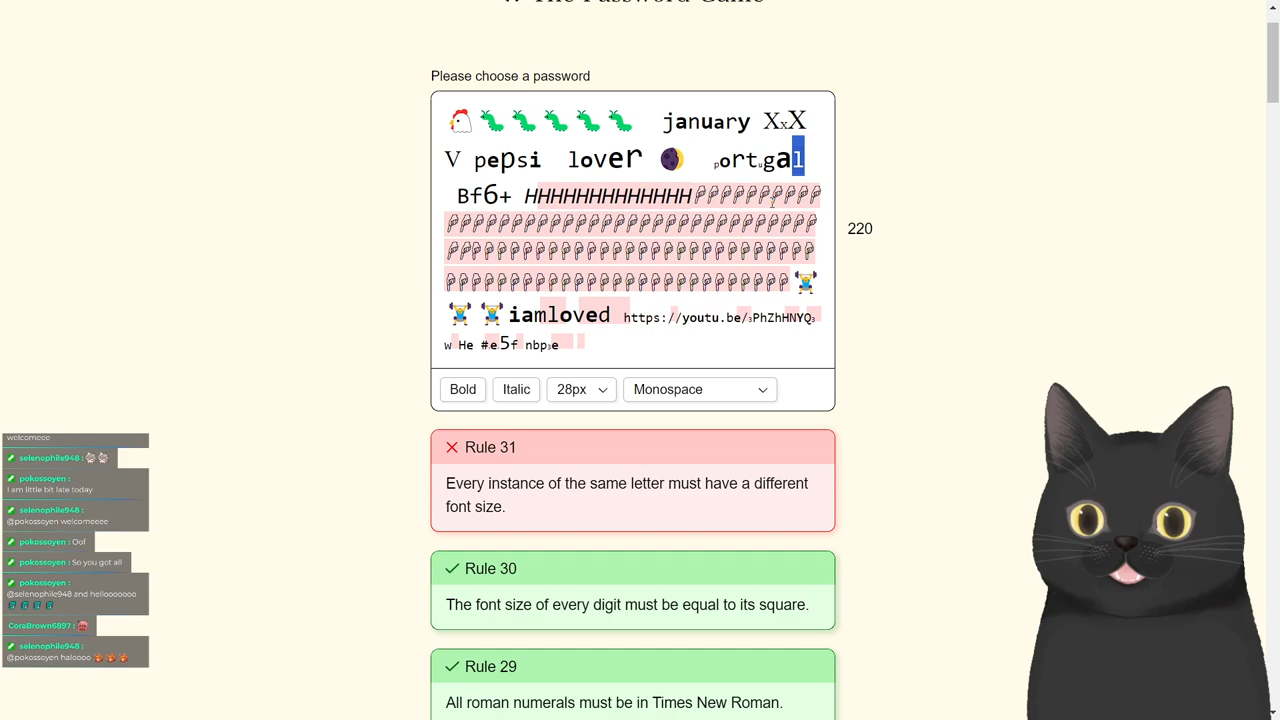 The Password Game
Please choose a password
🐔🐛🐛🐛🐛🐛 january XxX
V pepsi lover 🌒 portugal
Bf6+ HHHHHHHHHHHHH
🏋️‍♂️
🏋️‍♂️ 🏋️‍♂️ iamloved https://youtu.be/3PhZhHNYQ3
w He #e5f nbp3e
220
Bold Italic 28px Monospace
Rule 31
Every instance of the same letter must have a different
font size.
Rule 30
The font size of every digit must be equal to its square.
Rule 29
All roman numerals must be in Times New Roman.
welcomeee
selenophile948 :
pokossoyen :
I am little bit late today
selenophile948 :
@pokossoyen welcomeeee
pokossoyen : Oof
pokossoyen : So you got all
pokossoyen :
@selenophile948 and hellooooooo
CoraBrown6897 :
selenophile948 :
@pokossoyen haloooo